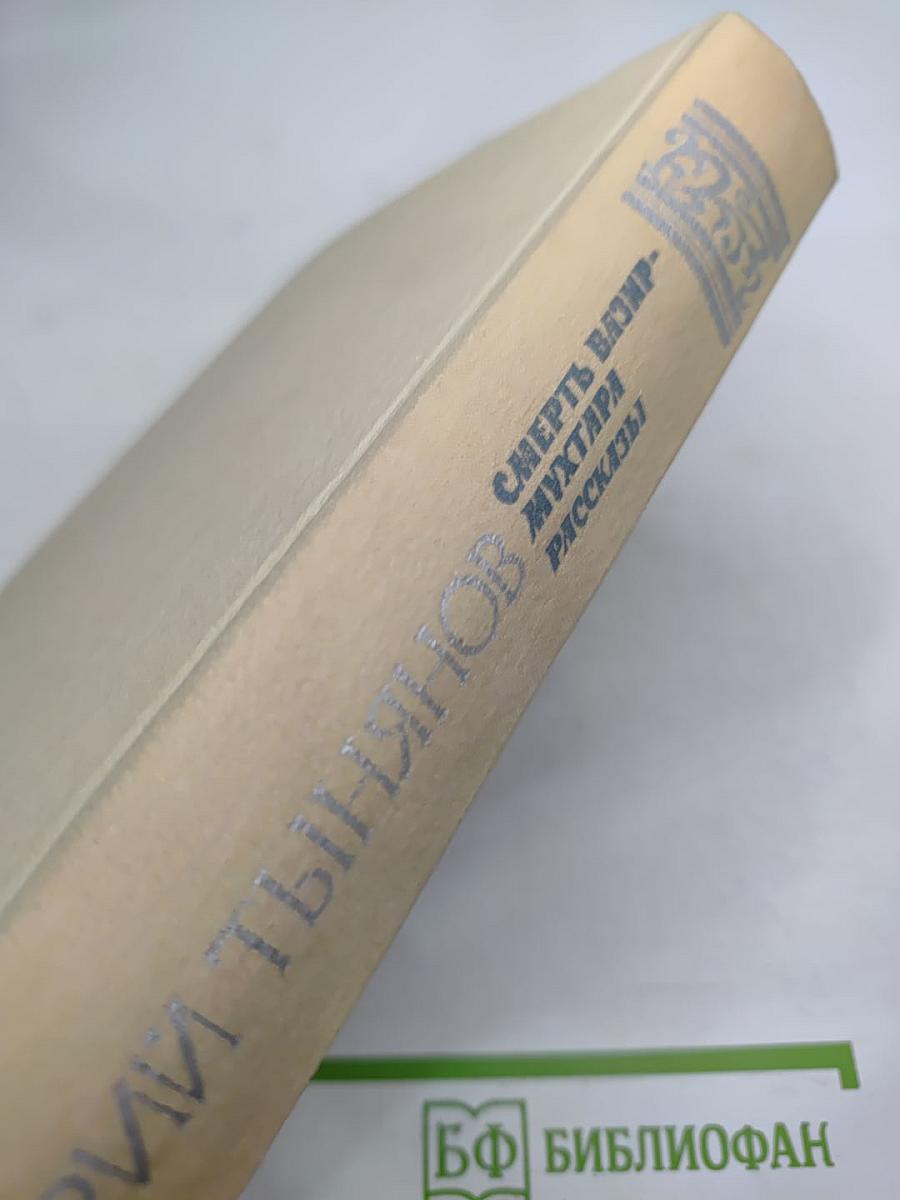 РИЙ ТЫНЯНОВ
СМЕРТЬ ВАЗИР-
МУХТАРА
РАССКАЗЫ
БФ БИБЛИОФАН